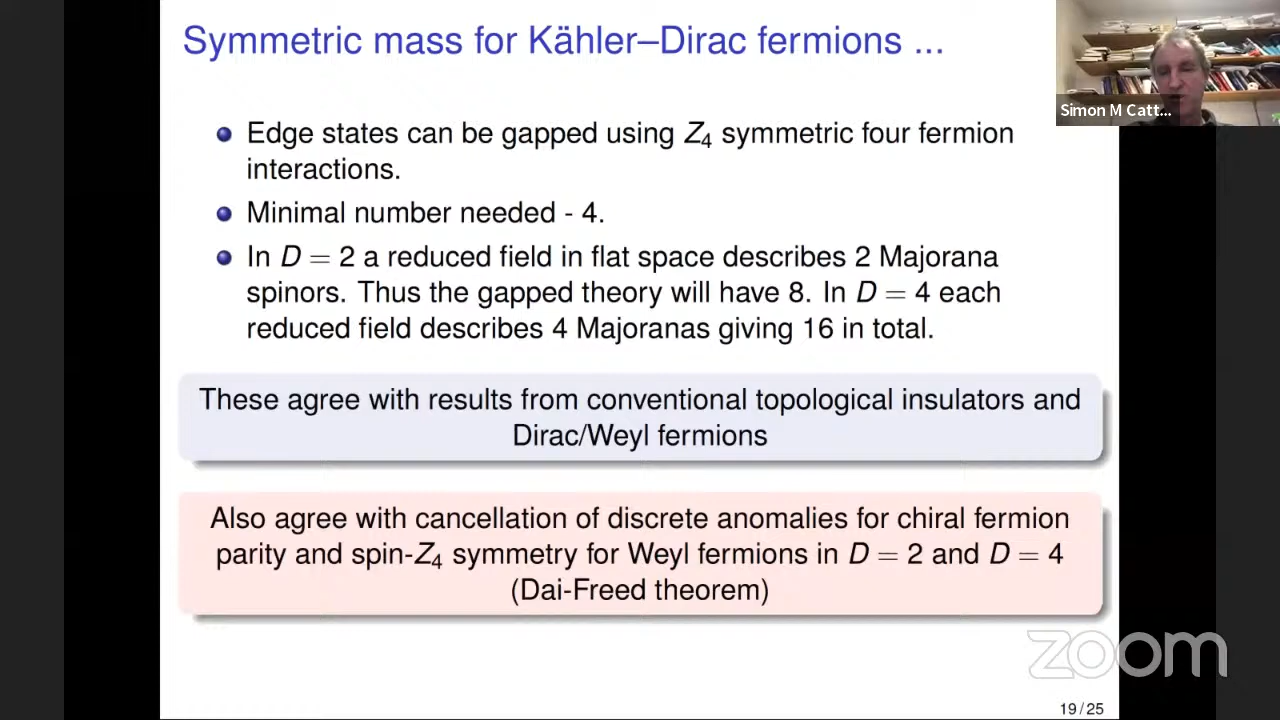 Symmetric mass for Kähler–Dirac fermions ...
Simon M Catt...
Edge states can be gapped using Z₄ symmetric four fermion
interactions.
Minimal number needed - 4.
In D = 2 a reduced field in flat space describes 2 Majorana
spinors. Thus the gapped theory will have 8. In D = 4 each
reduced field describes 4 Majoranas giving 16 in total.
These agree with results from conventional topological insulators and
Dirac/Weyl fermions
Also agree with cancellation of discrete anomalies for chiral fermion
parity and spin-Z₄ symmetry for Weyl fermions in D = 2 and D = 4
(Dai-Freed theorem)
zoom
19/25